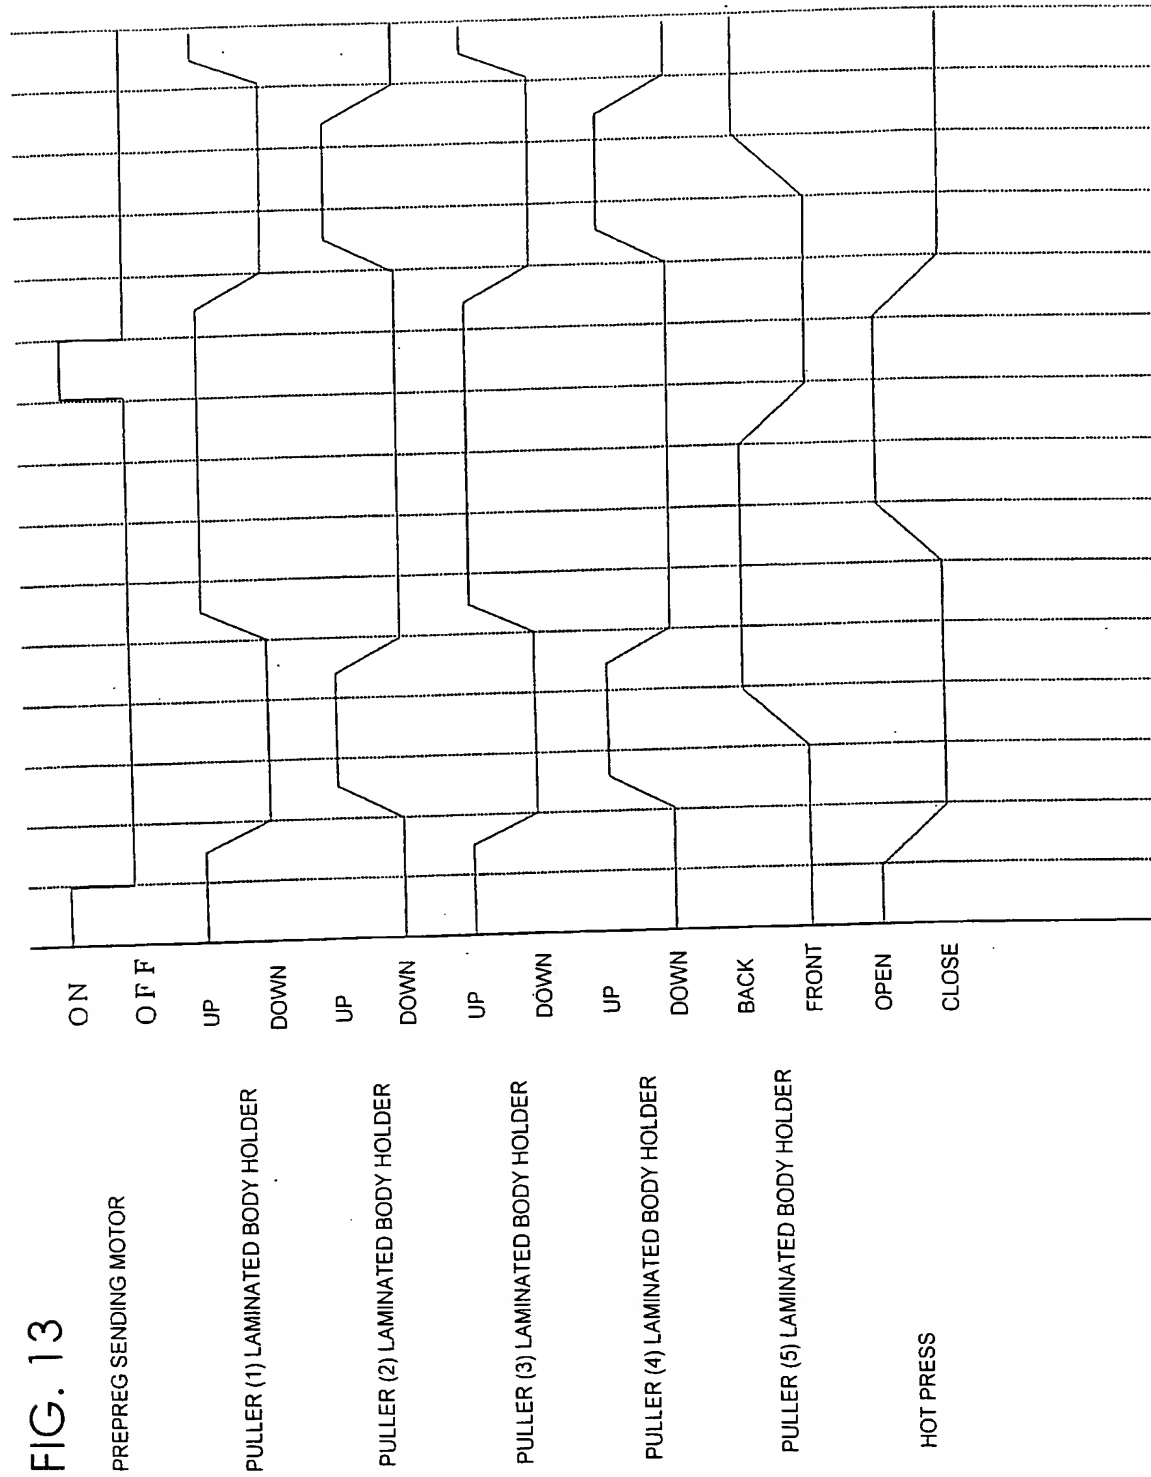 FIG. 13
PREPREG SENDING MOTOR
ON
OFF
PULLER (1) LAMINATED BODY HOLDER
UP
DOWN
PULLER (2) LAMINATED BODY HOLDER
UP
DOWN
PULLER (3) LAMINATED BODY HOLDER
UP
DOWN
PULLER (4) LAMINATED BODY HOLDER
UP
DOWN
PULLER (5) LAMINATED BODY HOLDER
BACK
FRONT
HOT PRESS
OPEN
CLOSE